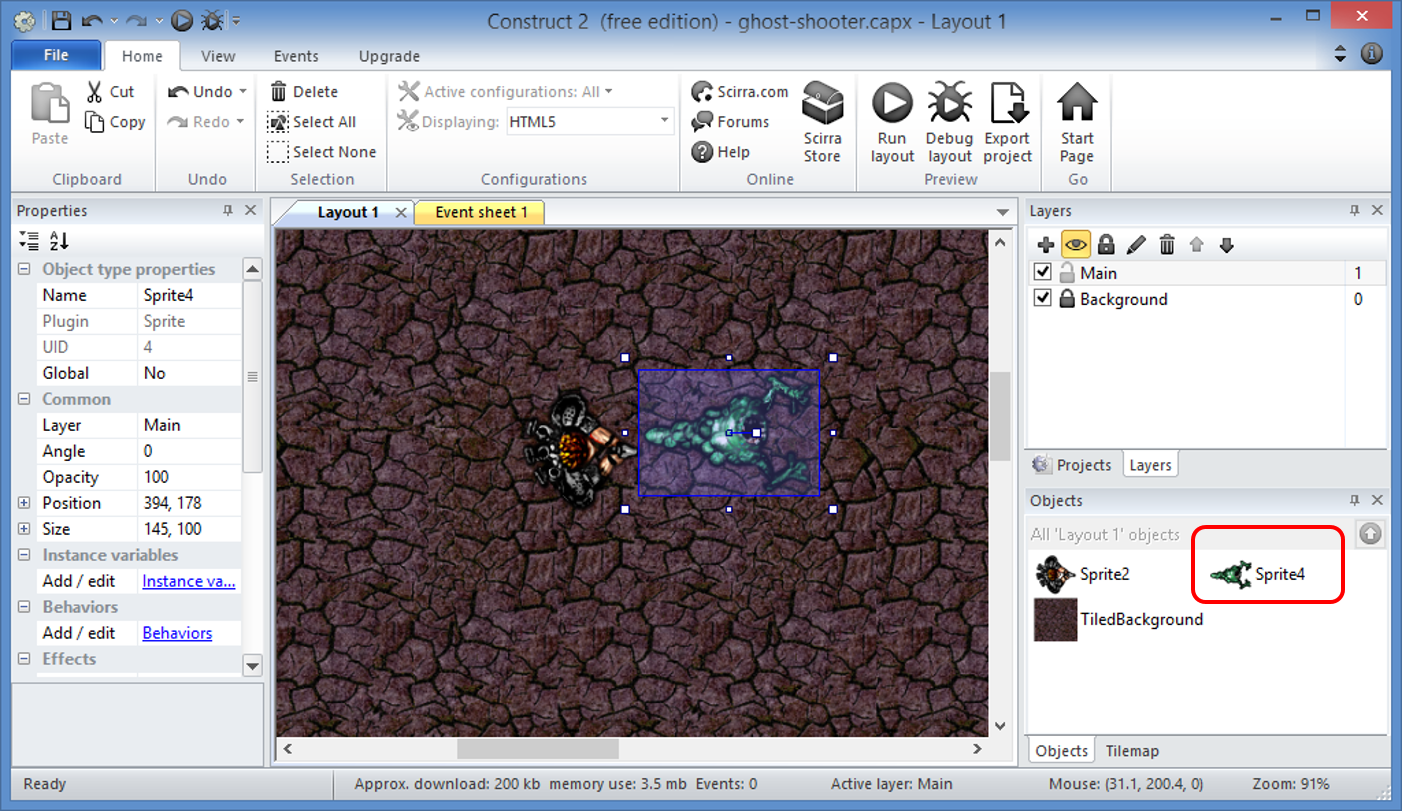 Construct 2  (free edition) - ghost-shooter.capx - Layout 1
File Home View Events Upgrade
Paste
Cut
Copy
Clipboard
Undo
Redo
Undo
Delete
Select All
Select None
Selection
Active configurations: All
Displaying: HTML5
Configurations
Scirra.com
Forums
Help
Scirra
Store
Online
Run
layout
Debug
layout
Export
project
Preview
Start
Page
Go
Properties
Object type properties
Name Sprite4
Plugin Sprite
UID 4
Global No
Common
Layer Main
Angle 0
Opacity 100
Position 394, 178
Size 145, 100
Instance variables
Add / edit Instance va...
Behaviors
Add / edit Behaviors
Effects
Layout 1 Event sheet 1
Layers
Main 1
Background 0
Projects Layers
Objects
All 'Layout 1' objects
Sprite2 Sprite4
TiledBackground
Objects Tilemap
Ready Approx. download: 200 kb  memory use: 3.5 mb  Events: 0 Active layer: Main Mouse: (31.1, 200.4, 0) Zoom: 91%